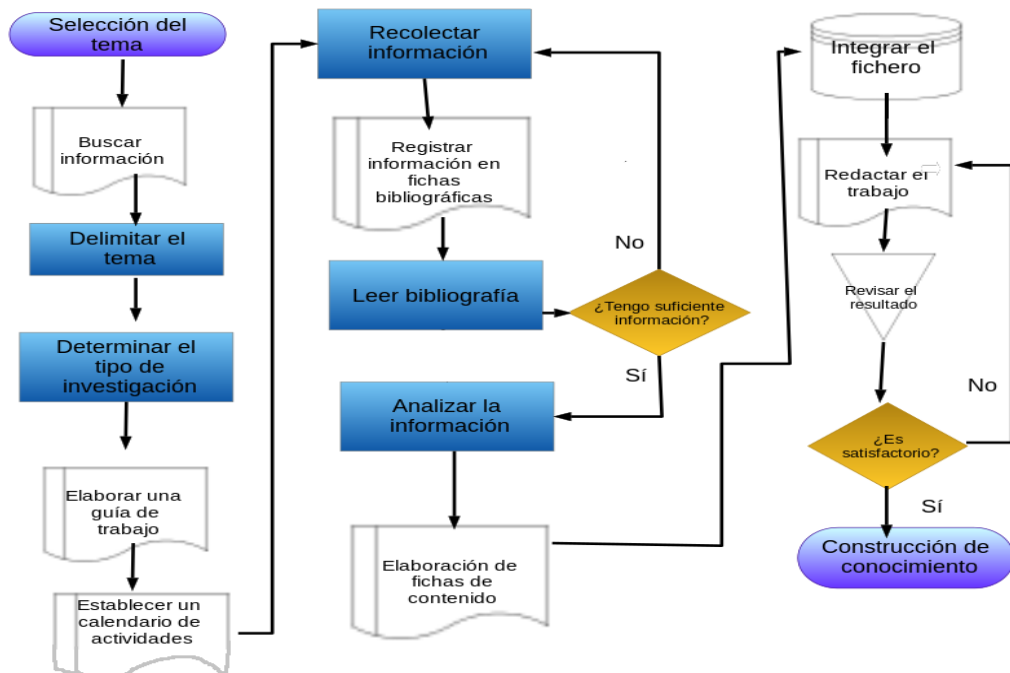 Selección del
tema
Buscar
información
Delimitar el
tema
Determinar el
tipo de
investigación
Elaborar una
guía de
trabajo
Establecer un
calendario de
actividades
Recolectar
información
Registrar
información en
fichas
bibliográficas
Leer bibliografía
¿Tengo suficiente
información?
No
Sí
Analizar la
información
Elaboración de
fichas de
contenido
Integrar el
fichero
Redactar el
trabajo
Revisar el
resultado
¿Es
satisfactorio?
No
Sí
Construcción de
conocimiento